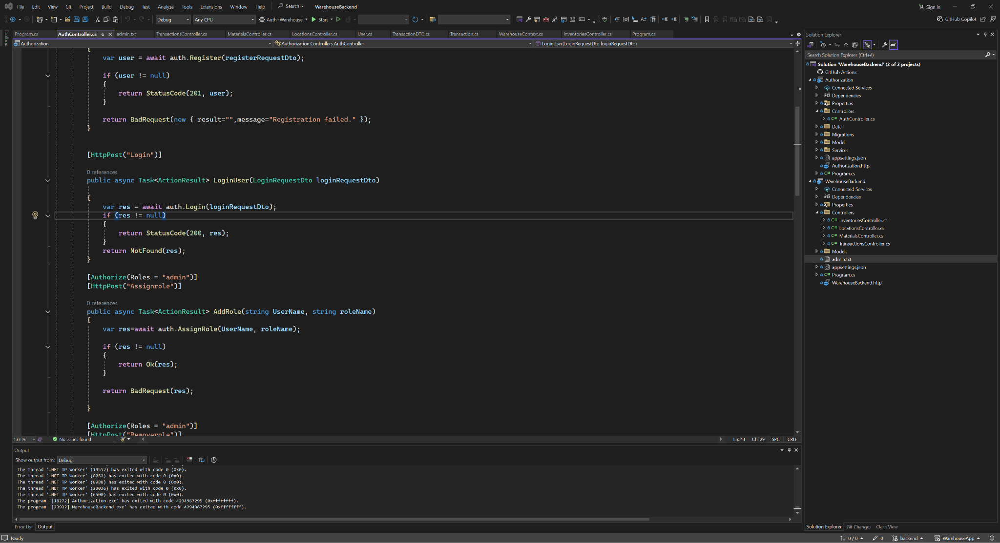 File Edit View Git Project Build Debug Test Analyze Tools Extensions Window Help Search WarehouseBackend Sign in
Debug Any CPU Auth+Warehouse Start GitHub Copilot
Toolbox
Program.cs AuthController.cs admin.txt TransactionsController.cs MaterialsController.cs LocationsController.cs User.cs TransactionDTO.cs Transaction.cs WarehouseContext.cs InventoriesController.cs Program.cs
Authorization Authorization.Controllers.AuthController LoginUser(LoginRequestDto loginRequestDto)
{
var user = await auth.Register(registerRequestDto);
if (user != null)
{
return StatusCode(201, user);
}
return BadRequest(new { result="",message="Registration failed." });
}
[HttpPost("Login")]
0 references
public async Task<ActionResult> LoginUser(LoginRequestDto loginRequestDto)
{
var res = await auth.Login(loginRequestDto);
if (res != null)
{
return StatusCode(200, res);
}
return NotFound(res);
}
[Authorize(Roles = "admin")]
[HttpPost("Assignrole")]
0 references
public async Task<ActionResult> AddRole(string UserName, string roleName)
{
var res=await auth.AssignRole(UserName, roleName);
if (res != null)
{
return Ok(res);
}
return BadRequest(res);
}
[Authorize(Roles = "admin")]
[HttpPost("Removerole")]
133 % No issues found Ln: 43 Ch: 29 SPC CRLF
Output
Show output from: Debug
The thread '.NET TP Worker' (19552) has exited with code 0 (0x0).
The thread '.NET TP Worker' (8052) has exited with code 0 (0x0).
The thread '.NET TP Worker' (8988) has exited with code 0 (0x0).
The thread '.NET TP Worker' (23036) has exited with code 0 (0x0).
The thread '.NET TP Worker' (6500) has exited with code 0 (0x0).
The program '[18272] Authorization.exe' has exited with code 4294967295 (0xffffffff).
The program '[23932] WarehouseBackend.exe' has exited with code 4294967295 (0xffffffff).
Error List Output
Solution Explorer
Search Solution Explorer (Ctrl+é)
Solution 'WarehouseBackend' (2 of 2 projects)
GitHub Actions
Authorization
Connected Services
Dependencies
Properties
Controllers
C# AuthController.cs
Data
Migrations
Model
Services
appsettings.json
Authorization.http
C# Program.cs
WarehouseBackend
Connected Services
Dependencies
Properties
Controllers
C# InventoriesController.cs
C# LocationsController.cs
C# MaterialsController.cs
C# TransactionsController.cs
Models
admin.txt
appsettings.json
C# Program.cs
WarehouseBackend.http
Solution Explorer Git Changes Class View
Ready 0 / 0 0 backend WarehouseApp